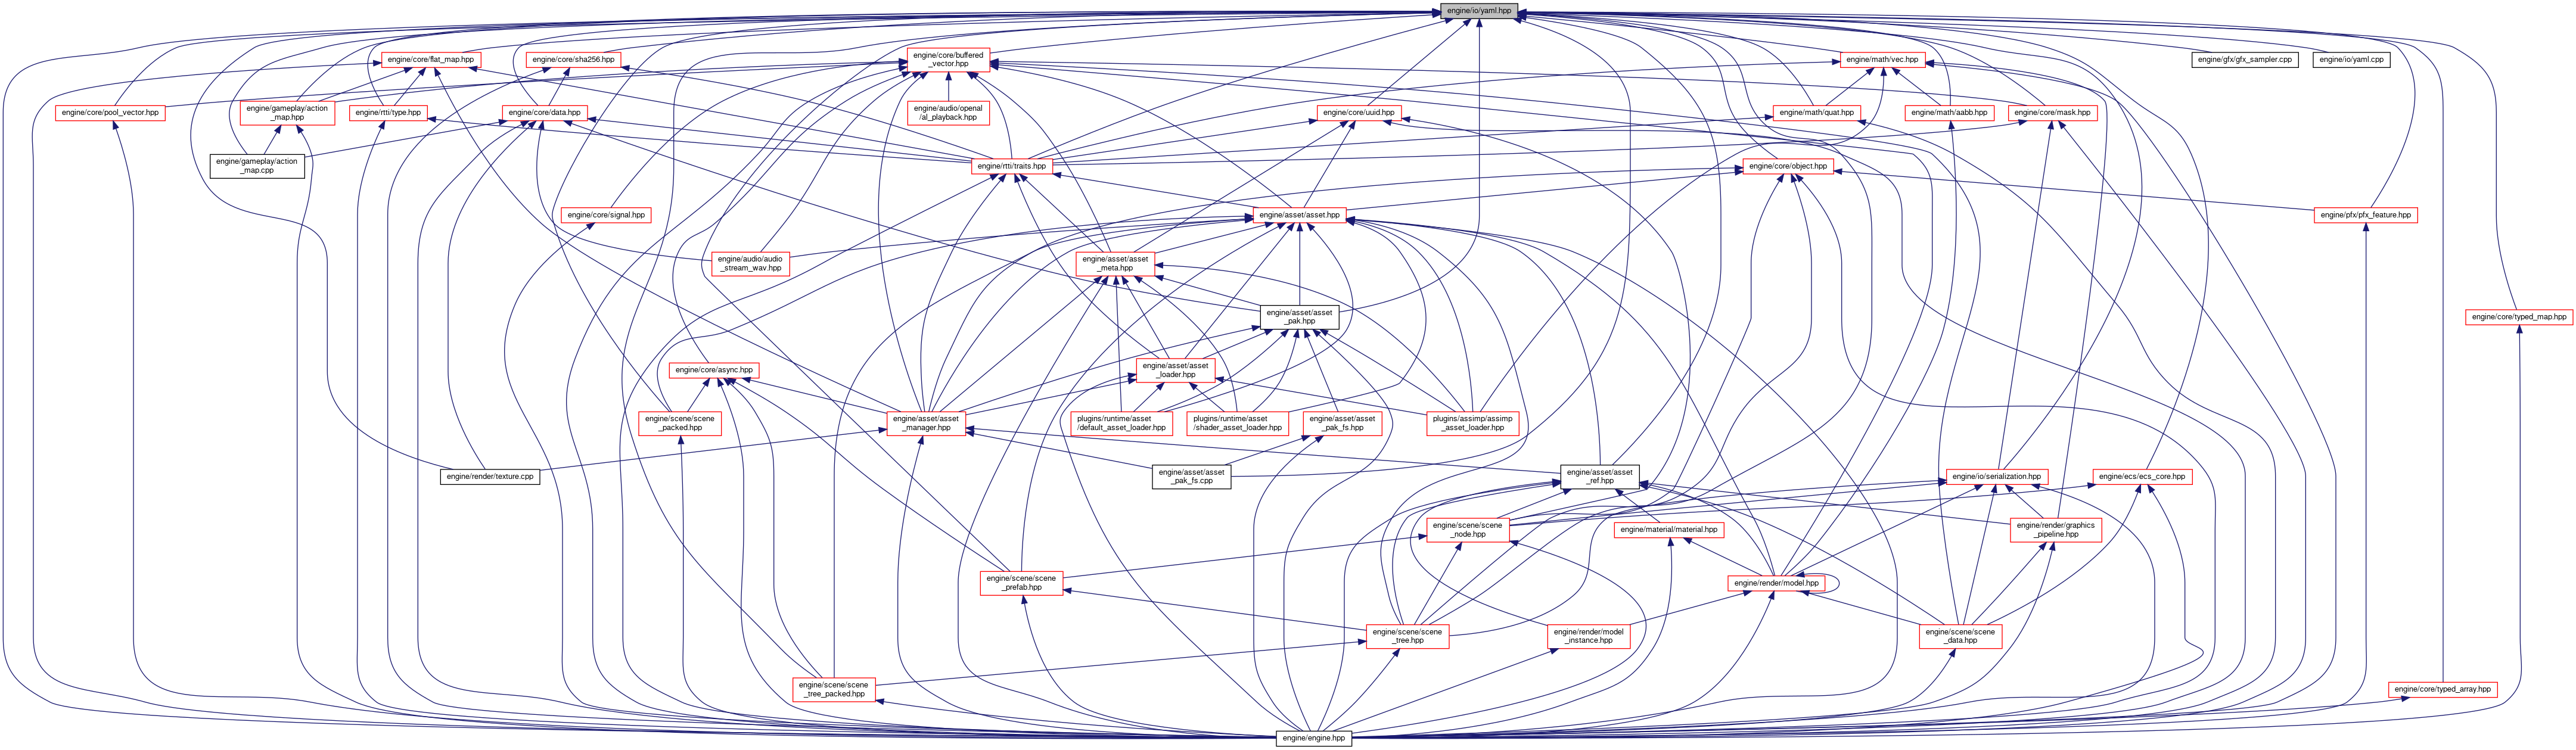 engine/io/yaml.hpp
engine/core/flat_map.hpp
engine/core/sha256.hpp
engine/core/buffered
_vector.hpp
engine/math/vec.hpp
engine/gfx/gfx_sampler.cpp
engine/io/yaml.cpp
engine/core/pool_vector.hpp
engine/gameplay/action
_map.hpp
engine/rtti/type.hpp
engine/core/data.hpp
engine/audio/openal
/al_playback.hpp
engine/core/uuid.hpp
engine/math/quat.hpp
engine/math/aabb.hpp
engine/core/mask.hpp
engine/gameplay/action
_map.cpp
engine/rtti/traits.hpp
engine/core/object.hpp
engine/core/signal.hpp
engine/asset/asset.hpp
engine/pfx/pfx_feature.hpp
engine/audio/audio
_stream_wav.hpp
engine/asset/asset
_meta.hpp
engine/asset/asset
_pak.hpp
engine/core/typed_map.hpp
engine/core/async.hpp
engine/asset/asset
_loader.hpp
engine/scene/scene
_packed.hpp
engine/asset/asset
_manager.hpp
plugins/runtime/asset
/default_asset_loader.hpp
plugins/runtime/asset
/shader_asset_loader.hpp
engine/asset/asset
_pak_fs.hpp
plugins/assimp/assimp
_asset_loader.hpp
engine/render/texture.cpp
engine/asset/asset
_pak_fs.cpp
engine/asset/asset
_ref.hpp
engine/io/serialization.hpp
engine/ecs/ecs_core.hpp
engine/scene/scene
_node.hpp
engine/material/material.hpp
engine/render/graphics
_pipeline.hpp
engine/scene/scene
_prefab.hpp
engine/render/model.hpp
engine/scene/scene
_tree.hpp
engine/render/model
_instance.hpp
engine/scene/scene
_data.hpp
engine/scene/scene
_tree_packed.hpp
engine/core/typed_array.hpp
engine/engine.hpp